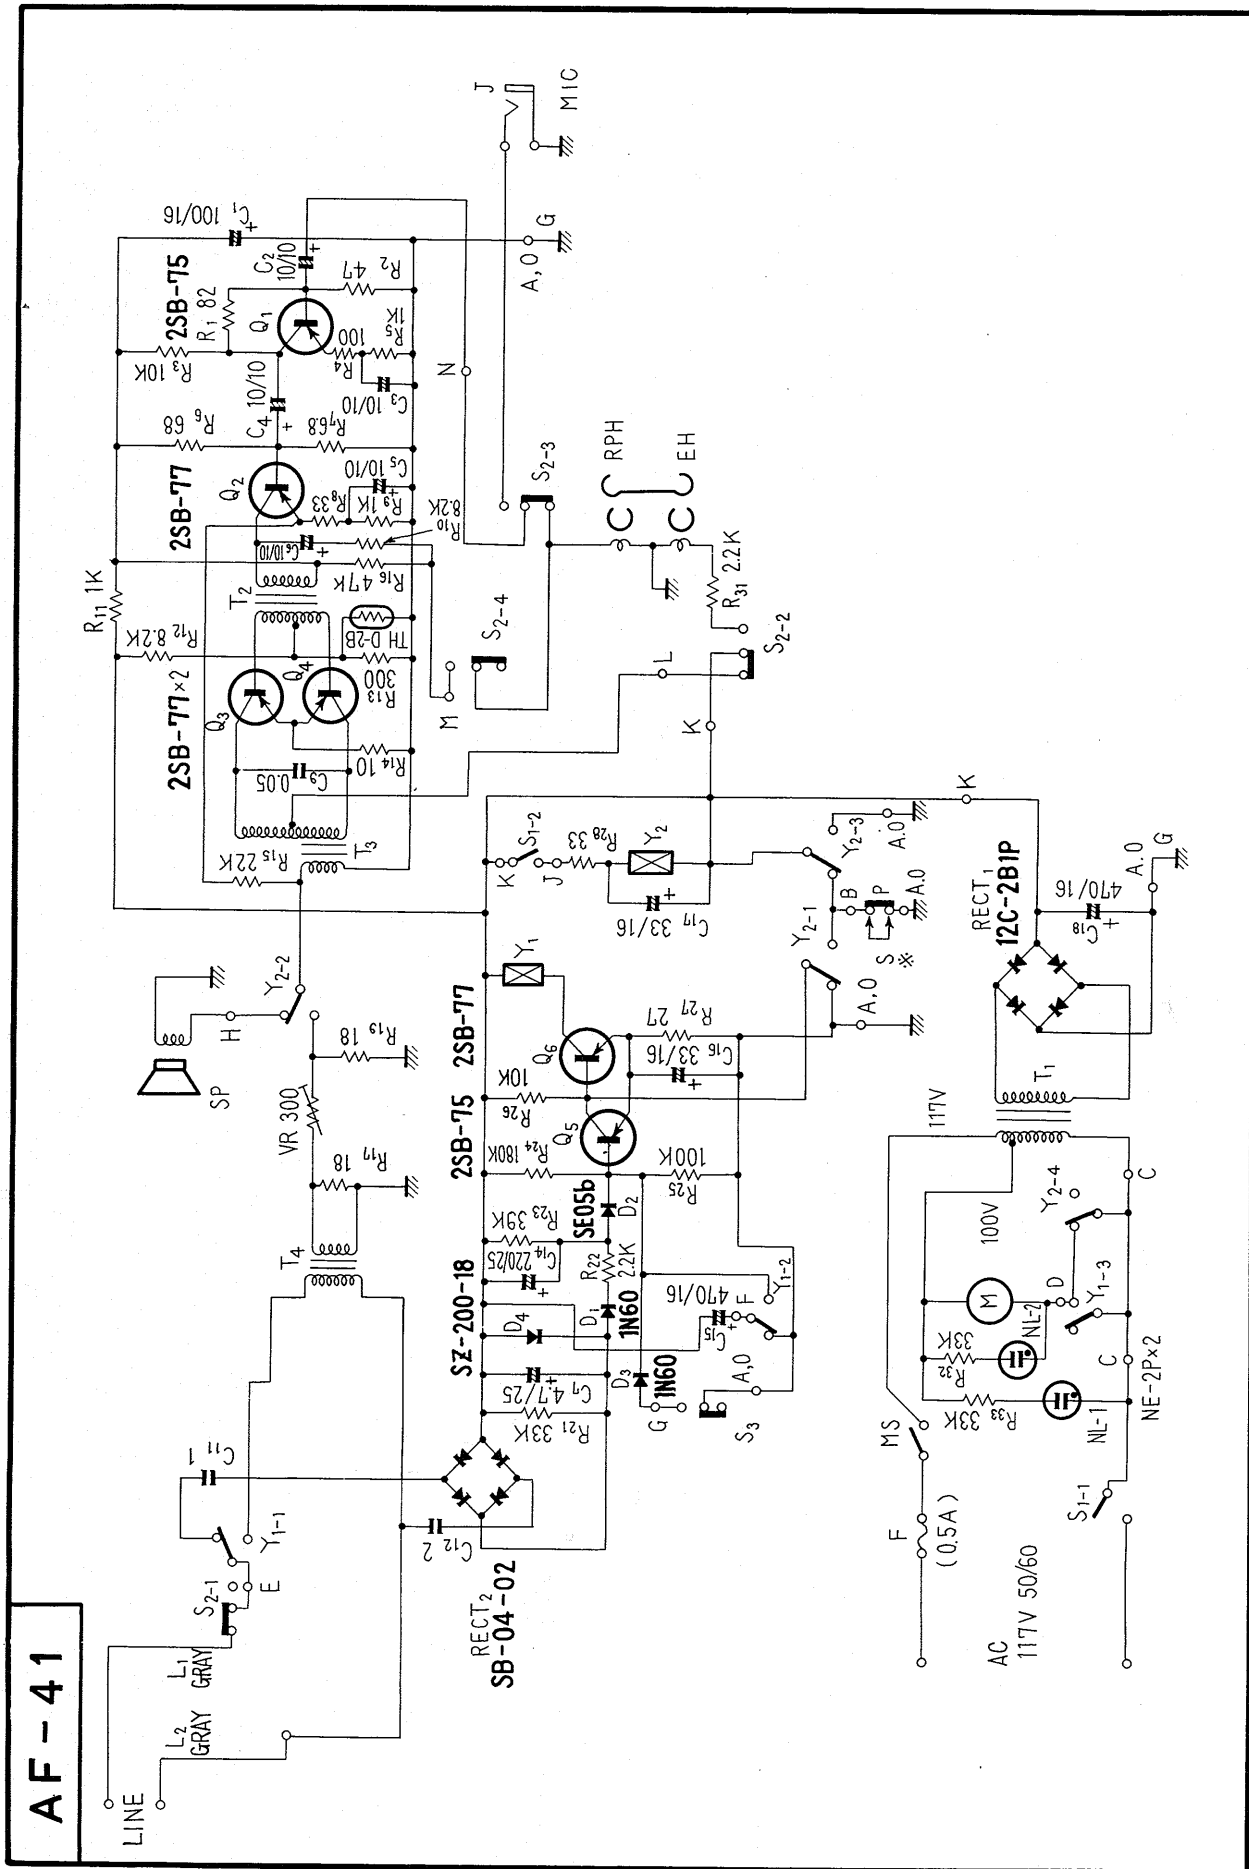 AF-41
LINE
L1
GRAY
L2
GRAY
S2-1
E
Y1-1
C11 1
C12 2
RECT2
SB-04-02
T4
R17
18
VR 300
R19 18
SP
H
Y2-2
R21
33K
C7
4.7/25
SZ-200-18
D4
D1
1N60
R22
2.2K
C14
220/25
R23 39K
SE05b
D2
D3
1N60
G
S3
A,O
C15
470/16
F
Y1-2
R24
180K
R25
100K
2SB-75
Q5
R26
10K
2SB-77
Q6
Y1
C16
33/16
R27
27
A,O
Y2-1
S
※
B
P
A.O
Y2-3
A.O
C17
33/16
Y2
R28 33
J
K
S1-2
R15 22K
T3
C9
0.05
2SB-77×2
Q3
Q4
R14 10
R13
300
TH D-2B
R12 8.2K
R11 1K
T2
R16
47K
C6 10/10
R10
8.2K
2SB-77
Q2
R8 33
R9 1K
C5
10/10
R6
68
R7 6.8
C4 10/10
2SB-75
Q1
R3 10K
R1 82
R4
100
R5
1K
C3
10/10
R2
47
C2
10/10
C1
100/16
A,O
G
N
J
MIC
M
S2-4
S2-3
RPH
EH
R31 2.2K
S2-2
L
K
K
AC
117V 50/60
F
(0.5A)
MS
S1-1
R33
33K
NL-1
R32
33K
NL-2
NE-2P×2
M
C
D
Y1-3
Y2-4
C
100V
117V
T1
RECT1
12C-2B1P
C18
470/16
A.O
G